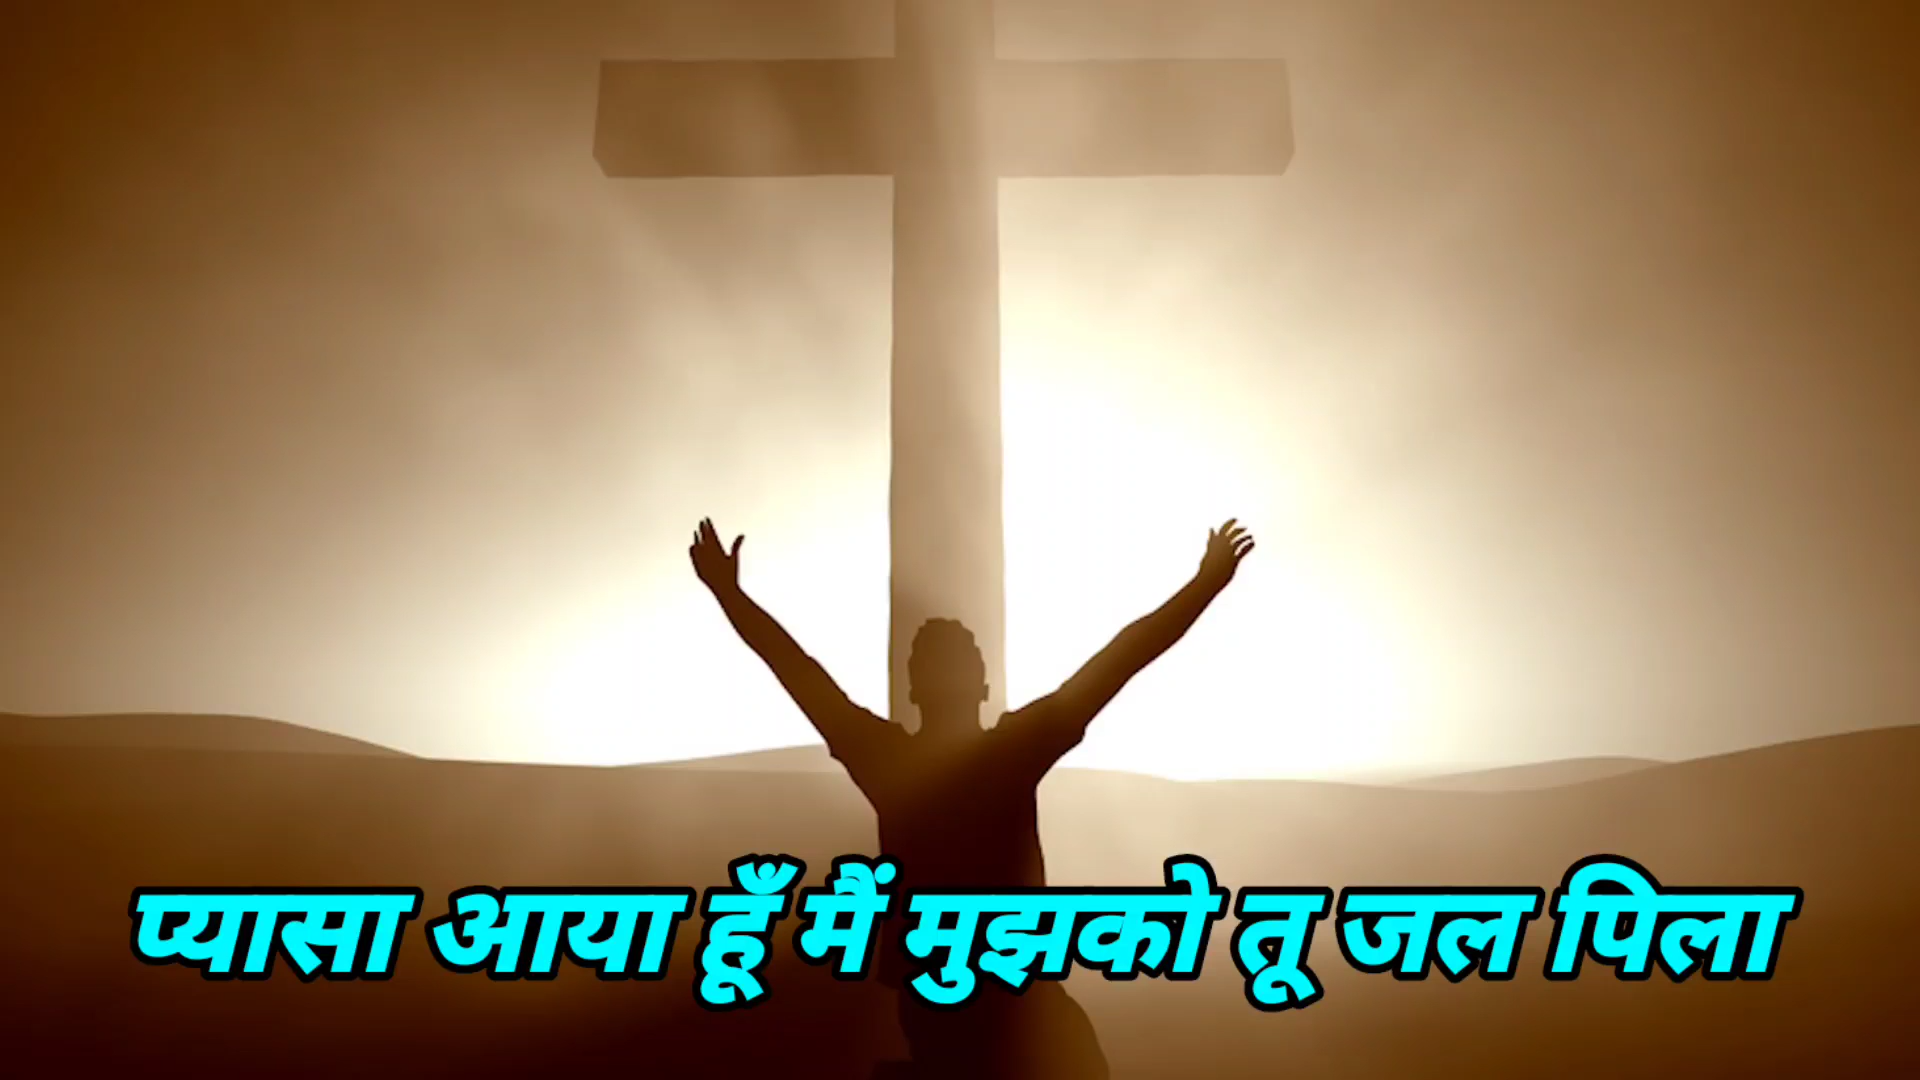 प्यासा आया हूँ मैं मुझको तू जल पिला